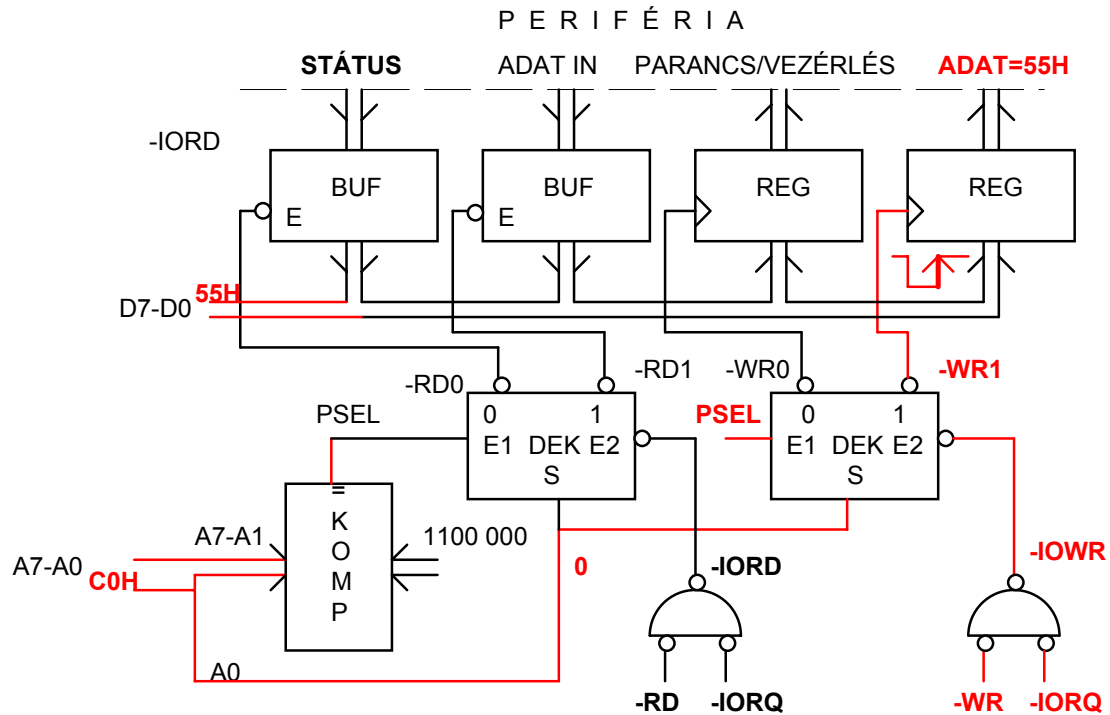 P E R I F É R I A
STÁTUS ADAT IN PARANCS/VEZÉRLÉS ADAT=55H
-IORD
BUF BUF REG REG
E E
55H
D7-D0
-RD0 -RD1 -WR0 -WR1
PSEL 0 1 PSEL 0 1
E1 DEK E2 E1 DEK E2
S S
=
K
O
M
P
A7-A1 1100 000
A7-A0 C0H
0 -IORD -IOWR
A0
-RD -IORQ -WR -IORQ